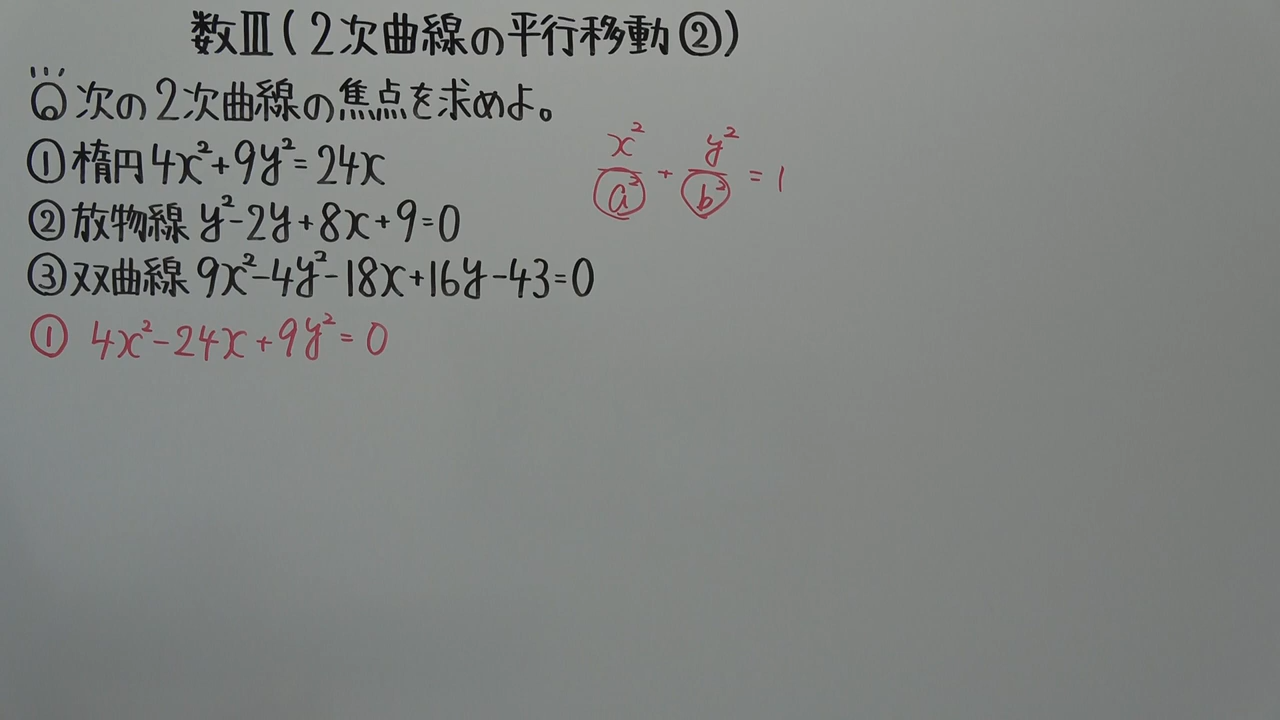 数Ⅲ(2次曲線の平行移動②)
Q 次の2次曲線の焦点を求めよ。
①楕円 4x²+9y²=24x
x²/a² + y²/b² = 1
②放物線 y²-2y+8x+9=0
③双曲線 9x²-4y²-18x+16y-43=0
① 4x²-24x+9y²=0